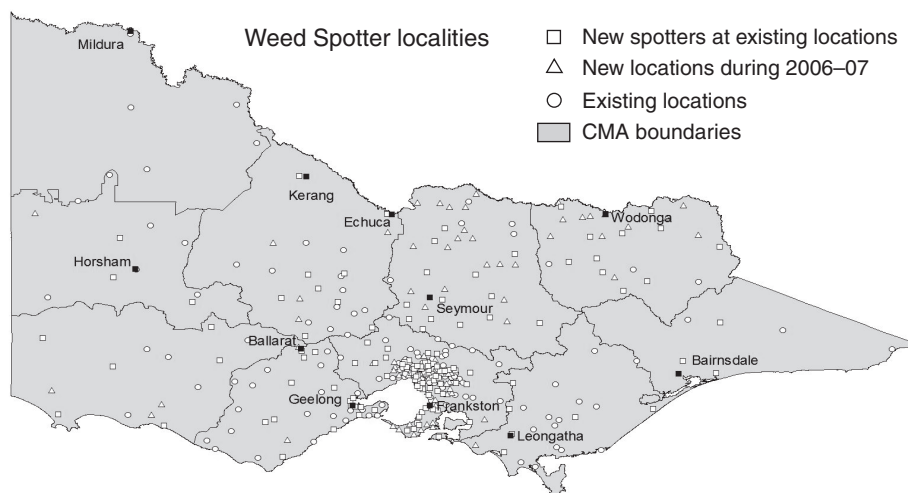 Weed Spotter localities
New spotters at existing locations
New locations during 2006–07
Existing locations
CMA boundaries
Mildura
Kerang
Echuca
Wodonga
Horsham
Seymour
Ballarat
Bairnsdale
Geelong
Frankston
Leongatha